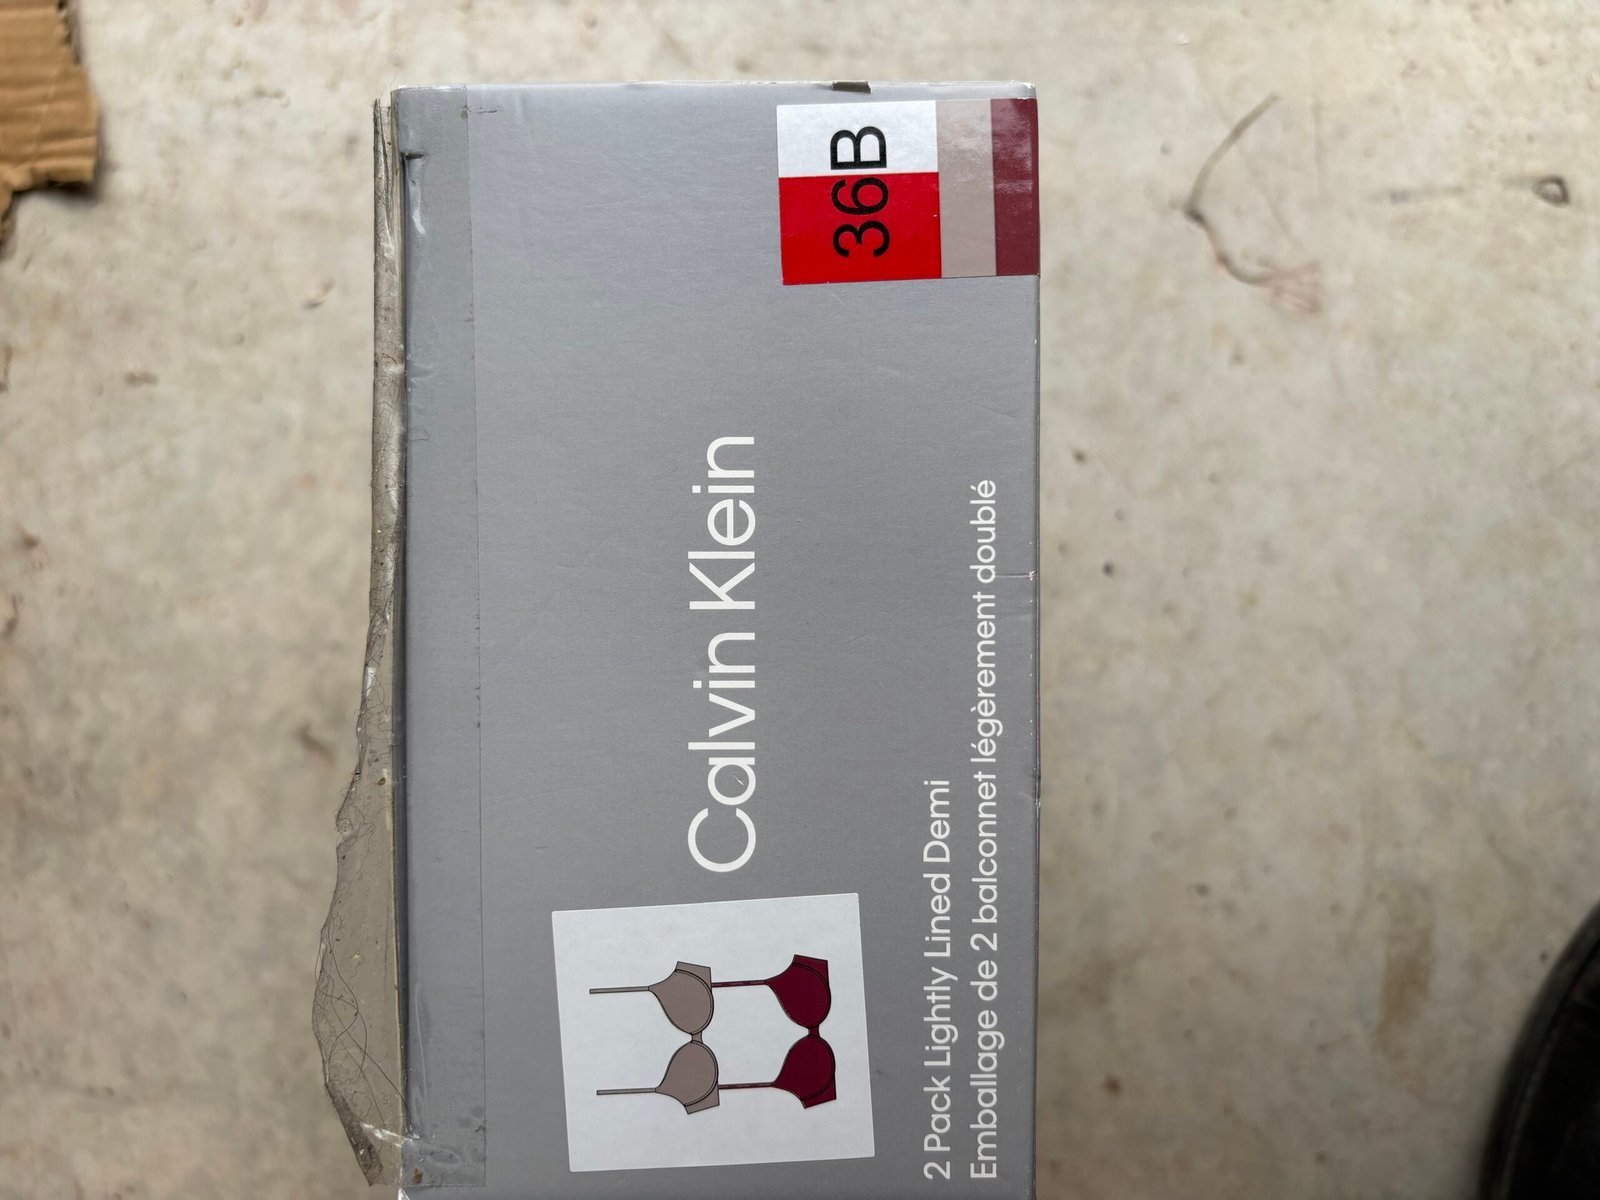 36B
Calvin Klein
2 Pack Lightly Lined Demi
Emballage de 2 balconnet légèrement doublé